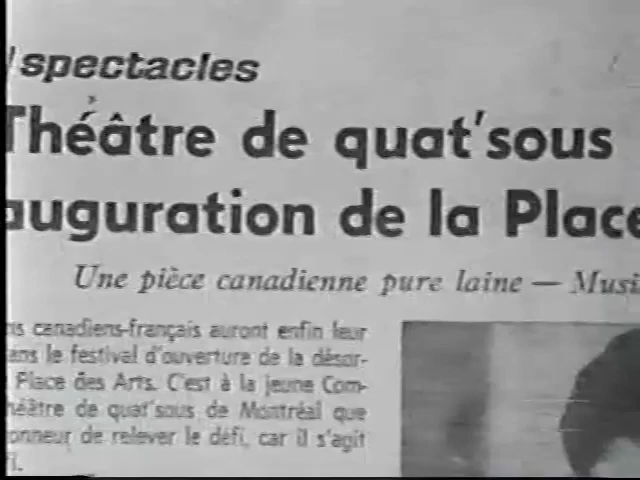 spectacles
Théâtre de quat'sous
auguration de la Place
Une pièce canadienne pure laine — Musi
ns canadiens-français auront enfin leur
ans le festival d'ouverture de la désor-
Place des Arts. C'est à la jeune Com-
héâtre de quat'sous de Montréal que
onneur de relever le défi, car il s'agit
fi.